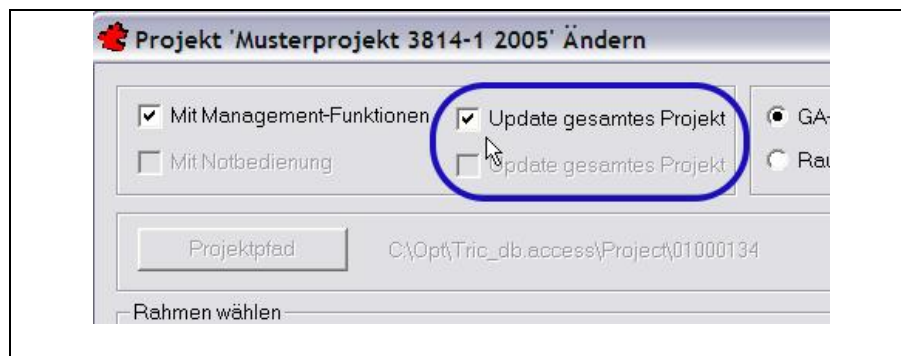 Projekt 'Musterprojekt 3814-1 2005' Ändern
Mit Management-Funktionen Update gesamtes Projekt GA-
Mit Notbedienung Update gesamtes Projekt Rau
Projektpfad C:\Opt\Tric_db.access\Project\01000134
Rahmen wählen